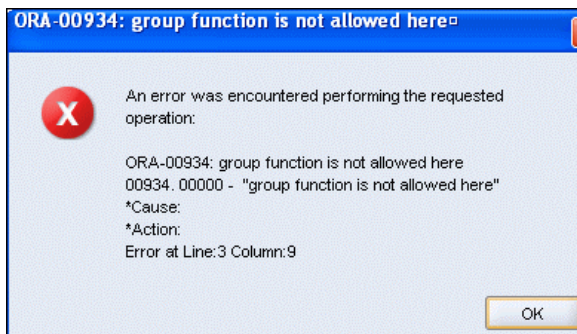 ORA-00934: group function is not allowed here¤
An error was encountered performing the requested
operation:
ORA-00934: group function is not allowed here
00934. 00000 -  "group function is not allowed here"
*Cause:
*Action:
Error at Line:3 Column:9
OK